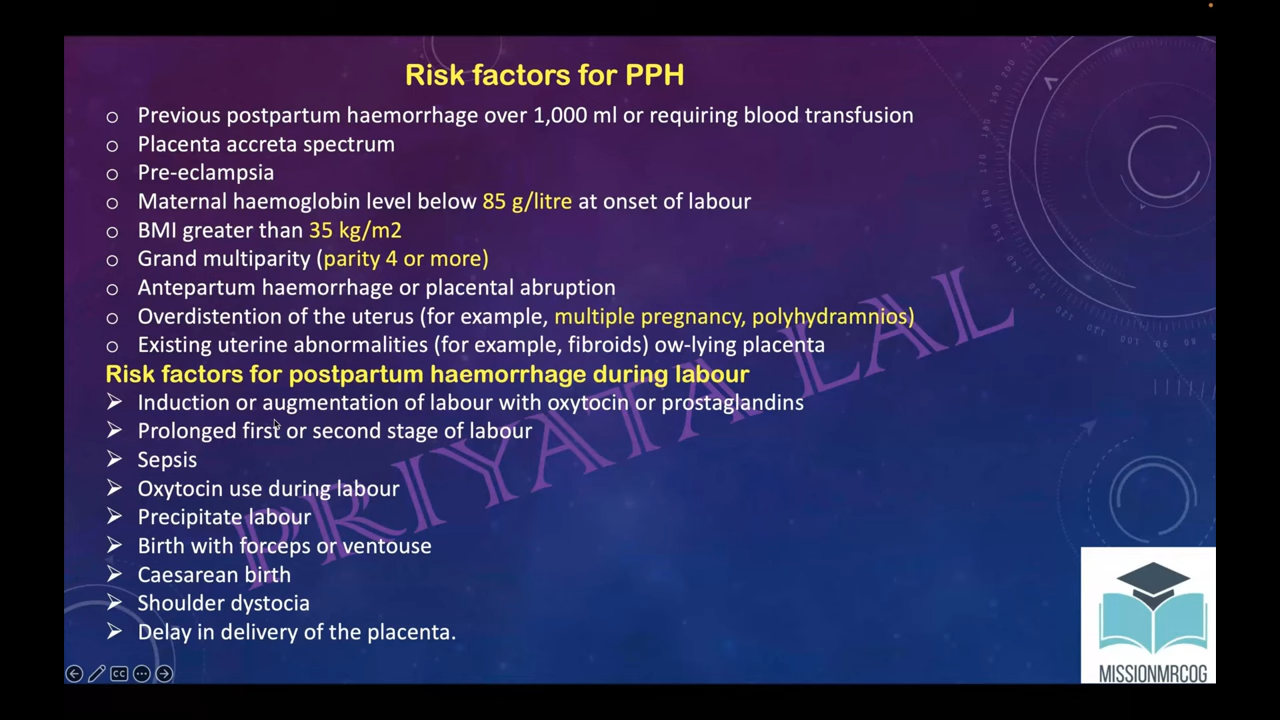 Risk factors for PPH
o Previous postpartum haemorrhage over 1,000 ml or requiring blood transfusion
o Placenta accreta spectrum
o Pre-eclampsia
o Maternal haemoglobin level below 85 g/litre at onset of labour
o BMI greater than 35 kg/m2
o Grand multiparity (parity 4 or more)
o Antepartum haemorrhage or placental abruption
o Overdistention of the uterus (for example, multiple pregnancy, polyhydramnios)
o Existing uterine abnormalities (for example, fibroids) ow-lying placenta
Risk factors for postpartum haemorrhage during labour
➢ Induction or augmentation of labour with oxytocin or prostaglandins
➢ Prolonged first or second stage of labour
➢ Sepsis
➢ Oxytocin use during labour
➢ Precipitate labour
➢ Birth with forceps or ventouse
➢ Caesarean birth
➢ Shoulder dystocia
➢ Delay in delivery of the placenta.
PRIYATA LAL
CC
MISSIONMRCOG